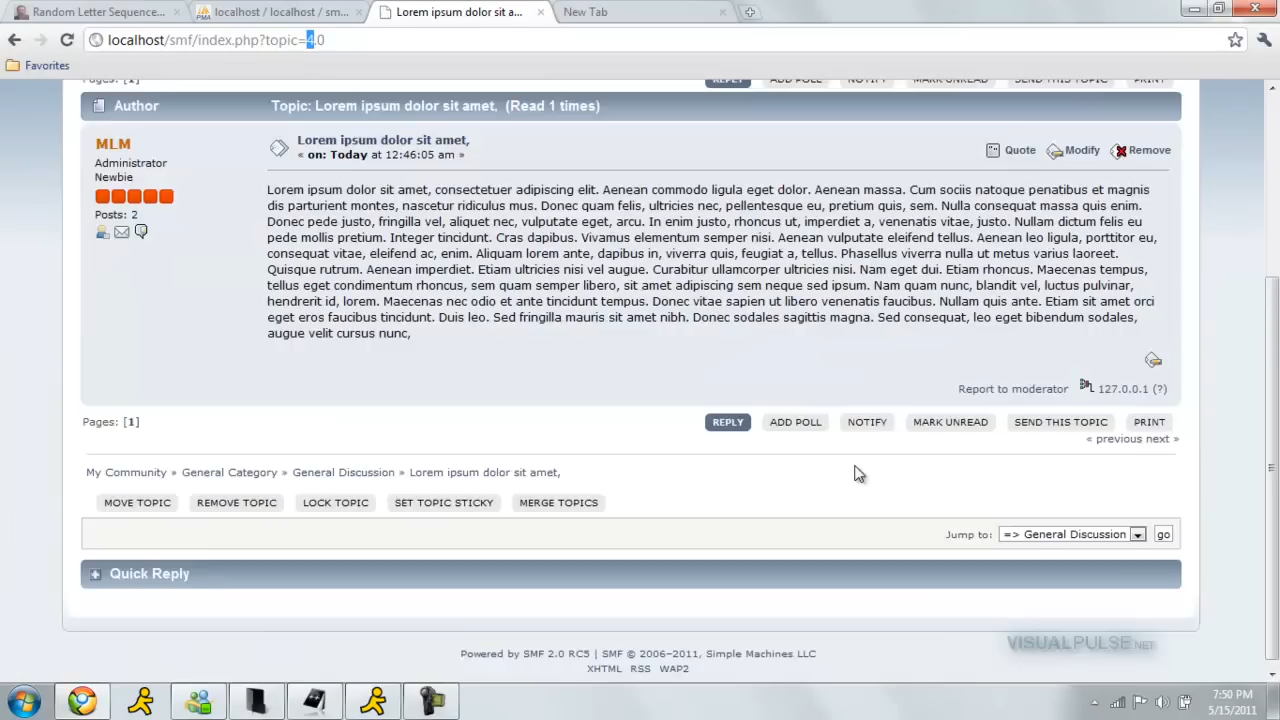 Random Letter Sequence...
localhost / localhost / sm...
Lorem ipsum dolor sit a...
New Tab
localhost/smf/index.php?topic=4.0
Favorites
Pages: [1]
REPLY ADD POLL NOTIFY MARK UNREAD SEND THIS TOPIC PRINT
Author Topic: Lorem ipsum dolor sit amet, (Read 1 times)
MLM
Administrator
Newbie
Posts: 2
Lorem ipsum dolor sit amet,
« on: Today at 12:46:05 am »
Quote Modify Remove
Lorem ipsum dolor sit amet, consectetuer adipiscing elit. Aenean commodo ligula eget dolor. Aenean massa. Cum sociis natoque penatibus et magnis
dis parturient montes, nascetur ridiculus mus. Donec quam felis, ultricies nec, pellentesque eu, pretium quis, sem. Nulla consequat massa quis enim.
Donec pede justo, fringilla vel, aliquet nec, vulputate eget, arcu. In enim justo, rhoncus ut, imperdiet a, venenatis vitae, justo. Nullam dictum felis eu
pede mollis pretium. Integer tincidunt. Cras dapibus. Vivamus elementum semper nisi. Aenean vulputate eleifend tellus. Aenean leo ligula, porttitor eu,
consequat vitae, eleifend ac, enim. Aliquam lorem ante, dapibus in, viverra quis, feugiat a, tellus. Phasellus viverra nulla ut metus varius laoreet.
Quisque rutrum. Aenean imperdiet. Etiam ultricies nisi vel augue. Curabitur ullamcorper ultricies nisi. Nam eget dui. Etiam rhoncus. Maecenas tempus,
tellus eget condimentum rhoncus, sem quam semper libero, sit amet adipiscing sem neque sed ipsum. Nam quam nunc, blandit vel, luctus pulvinar,
hendrerit id, lorem. Maecenas nec odio et ante tincidunt tempus. Donec vitae sapien ut libero venenatis faucibus. Nullam quis ante. Etiam sit amet orci
eget eros faucibus tincidunt. Duis leo. Sed fringilla mauris sit amet nibh. Donec sodales sagittis magna. Sed consequat, leo eget bibendum sodales,
augue velit cursus nunc,
Report to moderator 127.0.0.1 (?)
Pages: [1]
REPLY ADD POLL NOTIFY MARK UNREAD SEND THIS TOPIC PRINT
« previous next »
My Community » General Category » General Discussion » Lorem ipsum dolor sit amet,
MOVE TOPIC REMOVE TOPIC LOCK TOPIC SET TOPIC STICKY MERGE TOPICS
Jump to: => General Discussion go
Quick Reply
VISUALPULSE.NET
Powered by SMF 2.0 RC5 | SMF © 2006–2011, Simple Machines LLC
XHTML RSS WAP2
7:50 PM
5/15/2011